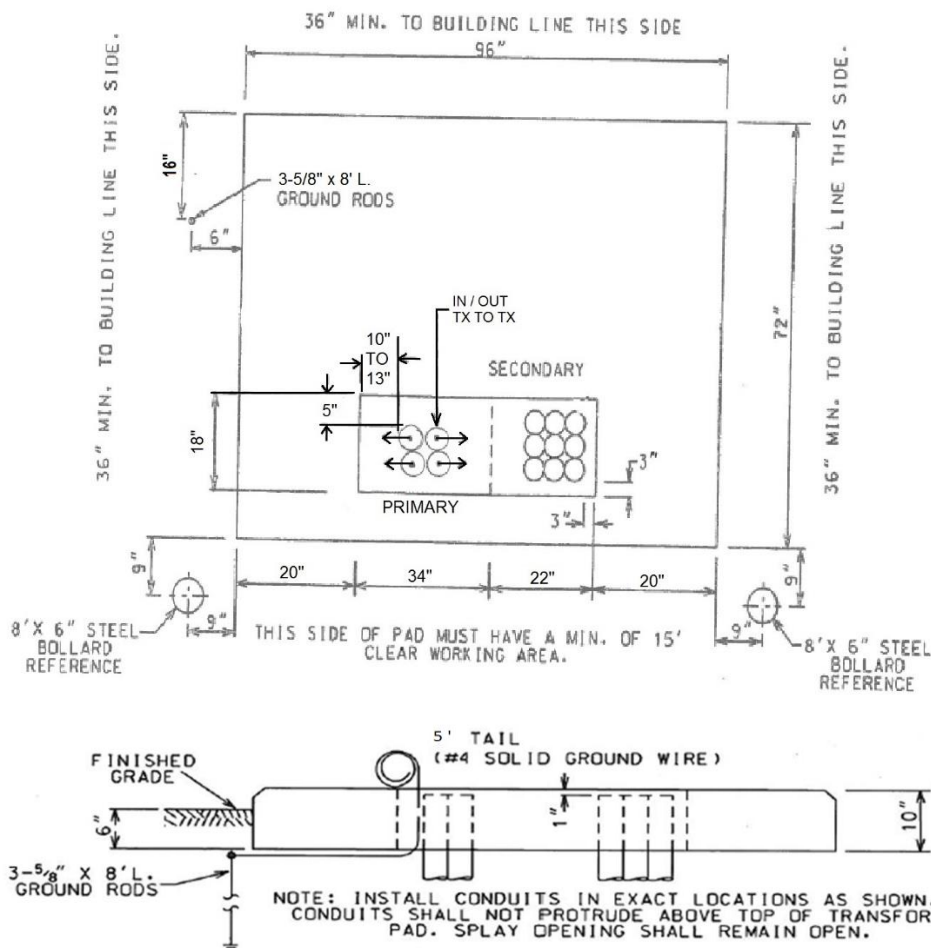 36" MIN. TO BUILDING LINE THIS SIDE
96"
36" MIN. TO BUILDING LINE THIS SIDE.
36" MIN. TO BUILDING LINE THIS SIDE.
16"
3-5/8" x 8' L.
GROUND RODS
6"
72"
IN / OUT
TX TO TX
10"
TO
13"
SECONDARY
5"
18"
3"
PRIMARY
3"
9"
20"
34"
22"
20"
9"
9"
9"
8'X 6" STEEL
BOLLARD
REFERENCE
THIS SIDE OF PAD MUST HAVE A MIN. OF 15'
CLEAR WORKING AREA.
8'X 6" STEEL
BOLLARD
REFERENCE
5' TAIL
(#4 SOLID GROUND WIRE)
FINISHED
GRADE
6"
1"
10"
3-5/8" X 8'L.
GROUND RODS
NOTE: INSTALL CONDUITS IN EXACT LOCATIONS AS SHOWN.
CONDUITS SHALL NOT PROTRUDE ABOVE TOP OF TRANSFOR
PAD. SPLAY OPENING SHALL REMAIN OPEN.